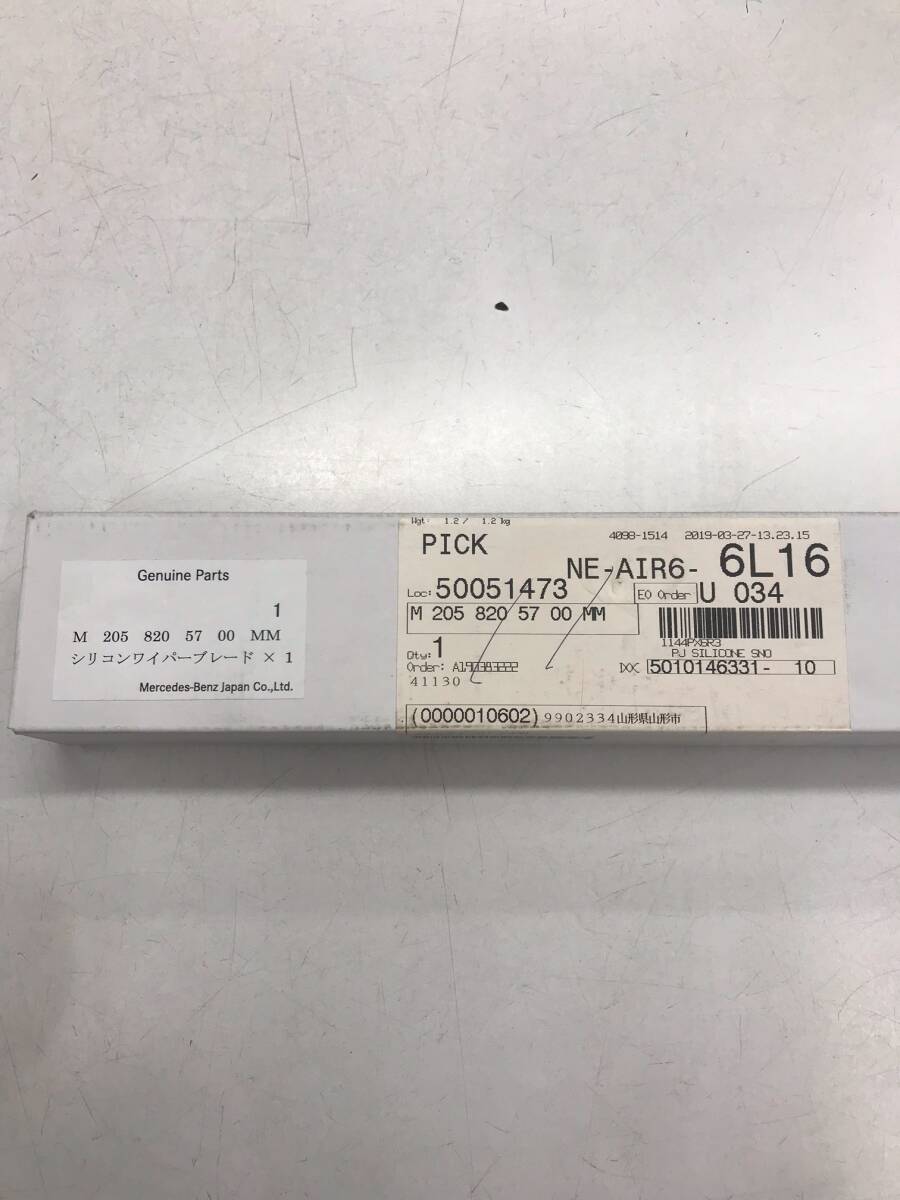 Genuine Parts
1
M 205 820 57 00 MM
シリコンワイパーブレード × 1
Mercedes-Benz Japan Co.,Ltd.
Wgt: 1.2 / 1.2 kg
4098-1514 2019-03-27-13.23.15
PICK
NE-AIR6- 6L16
Loc: 50051473
EO Order U 034
M 205 820 57 00 MM
1144PX6R3
Qty: 1
PJ SILICONE SNO
Order:
5010146331- 10
41130
(0000010602) 9902334山形県山形市